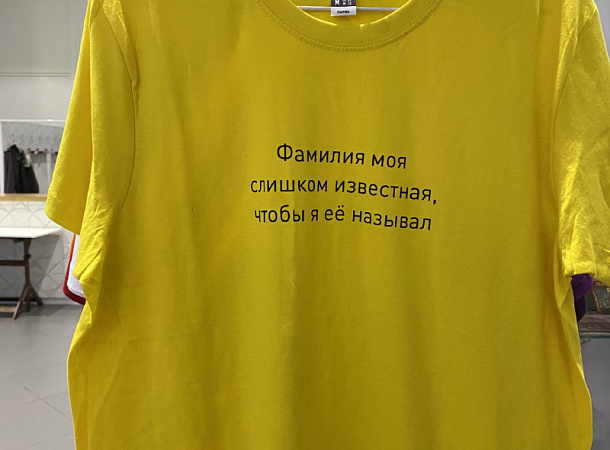 Фамилия моя
слишком известная,
чтобы я её называл